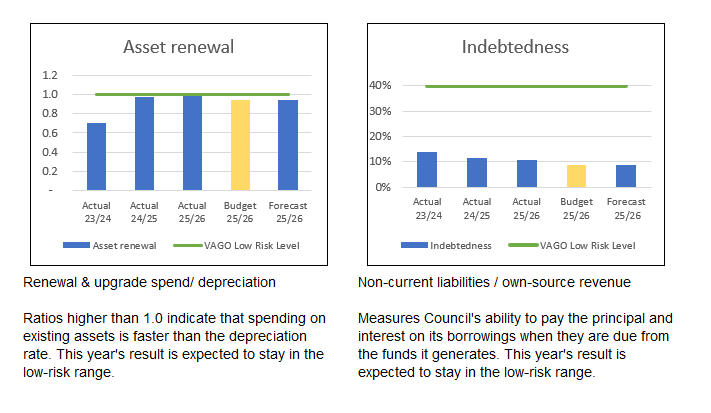 Asset renewal
1.2
1.0
0.8
0.6
0.4
0.2
-
Actual 23/24
Actual 24/25
Actual 25/26
Budget 25/26
Forecast 25/26
Asset renewal
VAGO Low Risk Level
Renewal & upgrade spend/ depreciation
Ratios higher than 1.0 indicate that spending on
existing assets is faster than the depreciation
rate. This year's result is expected to stay in the
low-risk range.
Indebtedness
40%
30%
20%
10%
0%
Actual 23/24
Actual 24/25
Actual 25/26
Budget 25/26
Forecast 25/26
Indebtedness
VAGO Low Risk Level
Non-current liabilities / own-source revenue
Measures Council's ability to pay the principal and
interest on its borrowings when they are due from
the funds it generates. This year's result is
expected to stay in the low-risk range.